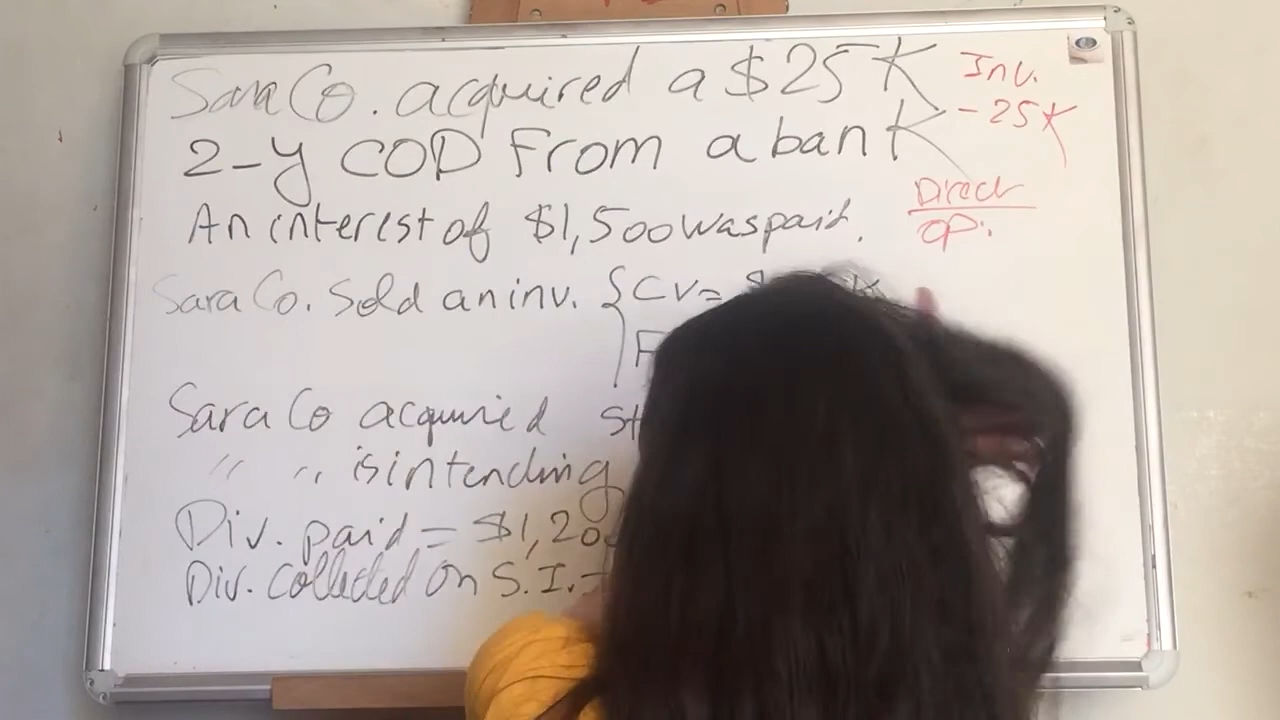 Sara Co. acquired a $25K
Inv.
-25K
2-y COD From a bank
An interest of $1,500 was paid.
Direct
op.
Sara Co. Sold an inv. { CV=
Sara Co acquried
" " is intending
Div. paid = $1,20
Div. Collected on S.I. =